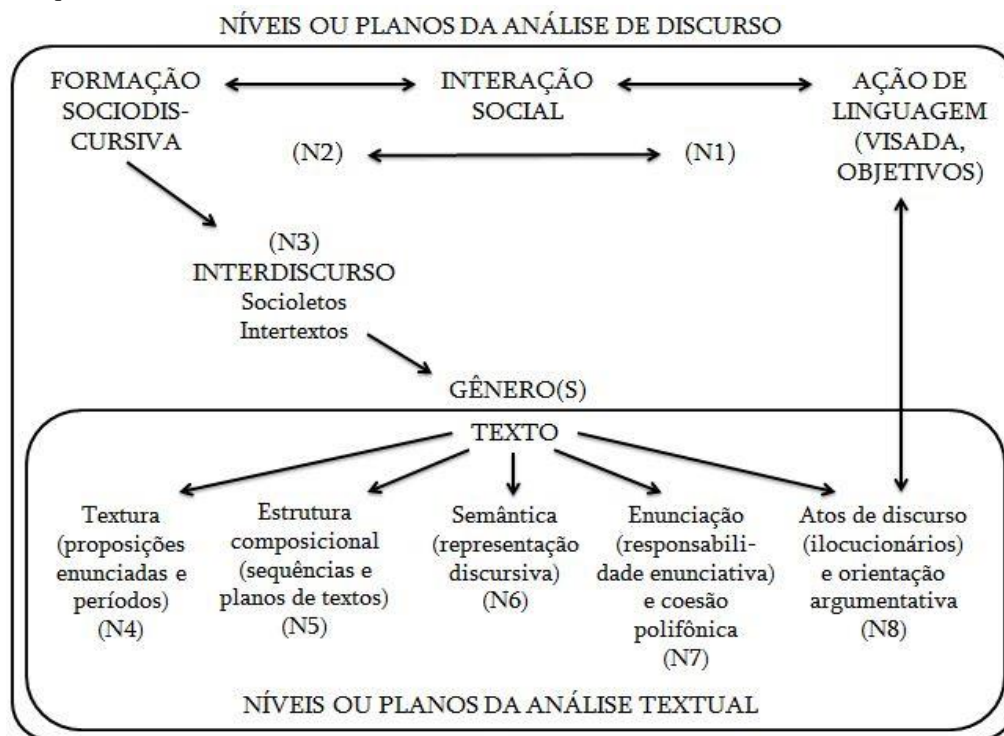 NÍVEIS OU PLANOS DA ANÁLISE DE DISCURSO
FORMAÇÃO
SOCIODIS-
CURSIVA
INTERAÇÃO
SOCIAL
AÇÃO DE
LINGUAGEM
(VISADA,
OBJETIVOS)
(N2)
(N1)
(N3)
INTERDISCURSO
Socioletos
Intertextos
GÊNERO(S)
TEXTO
Textura
(proposições
enunciadas e
períodos)
(N4)
Estrutura
composicional
(sequências e
planos de textos)
(N5)
Semântica
(representação
discursiva)
(N6)
Enunciação
(responsabili-
dade enunciativa)
e coesão
polifônica
(N7)
Atos de discurso
(ilocucionários)
e orientação
argumentativa
(N8)
NÍVEIS OU PLANOS DA ANÁLISE TEXTUAL